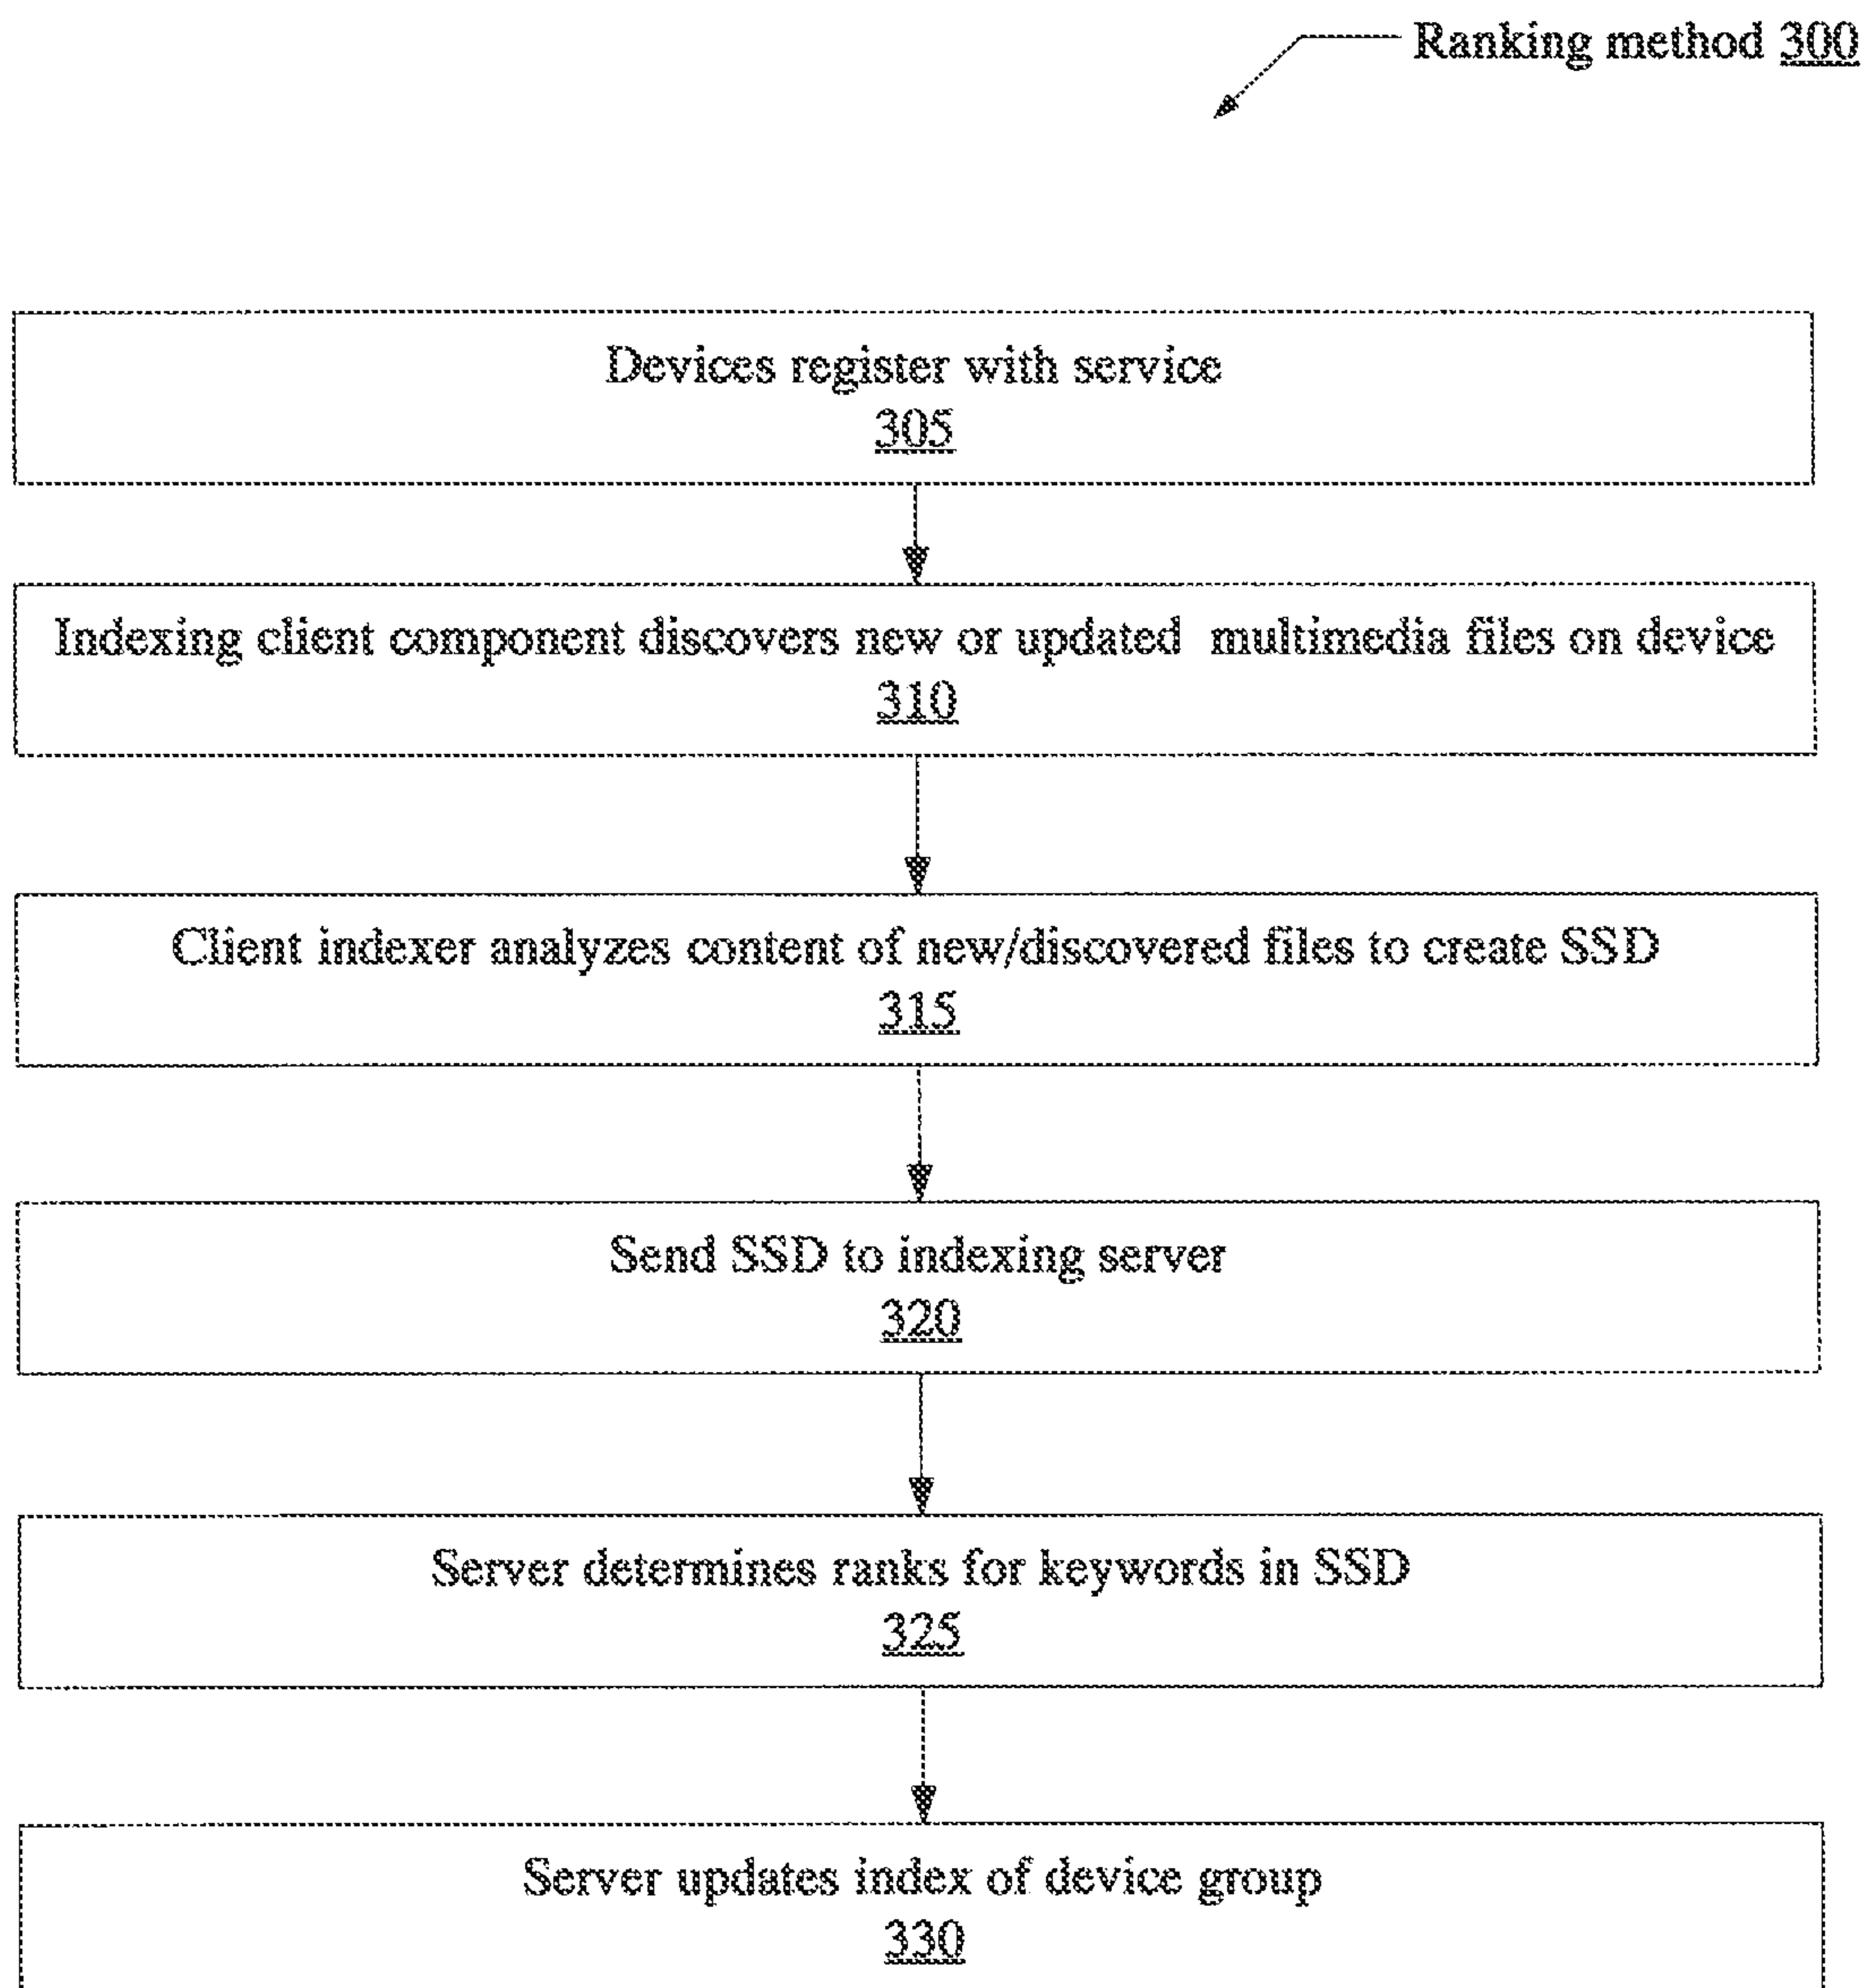 Ranking method 300
Devices register with service
305
Indexing client component discovers new or updated multimedia files on device
310
Client indexer analyzes content of new/discovered files to create SSD
315
Send SSD to indexing server
320
Server determines ranks for keywords in SSD
325
Server updates index of device group
330